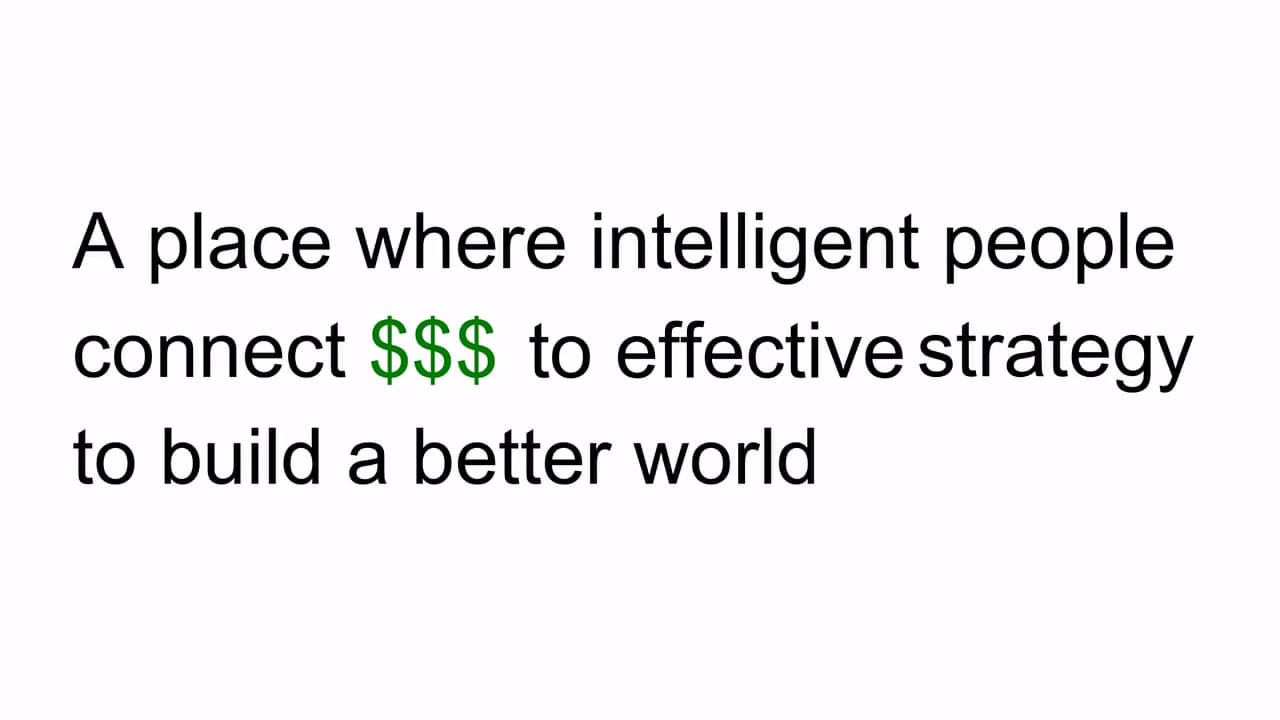 A place where intelligent people
connect $$$ to effective strategy
to build a better world